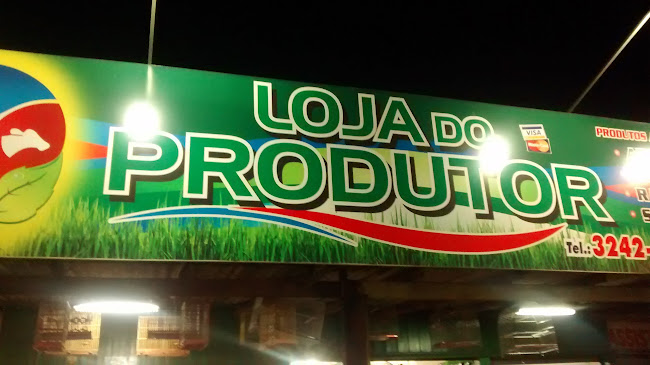 LOJA DO
PRODUTOR
VISA
PRODUTOS
Tel.: 3242-